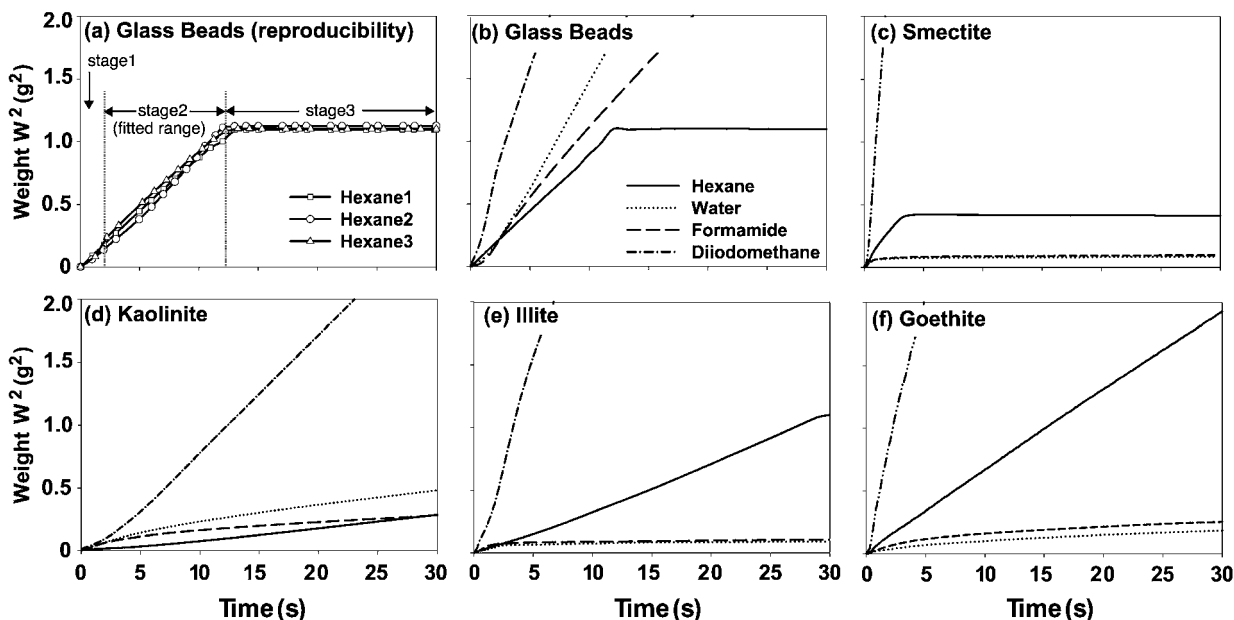 (a) Glass Beads (reproducibility)
(b) Glass Beads
(c) Smectite
2.0
1.5
1.0
0.5
0
Weight W² (g²)
stage1
stage2
(fitted range)
stage3
Hexane1
Hexane2
Hexane3
Hexane
Water
Formamide
Diiodomethane
(d) Kaolinite
(e) Illite
(f) Goethite
2.0
1.5
1.0
0.5
0
Weight W² (g²)
0 5 10 15 20 25 30
0 5 10 15 20 25 30
0 5 10 15 20 25 30
Time (s)
Time (s)
Time (s)